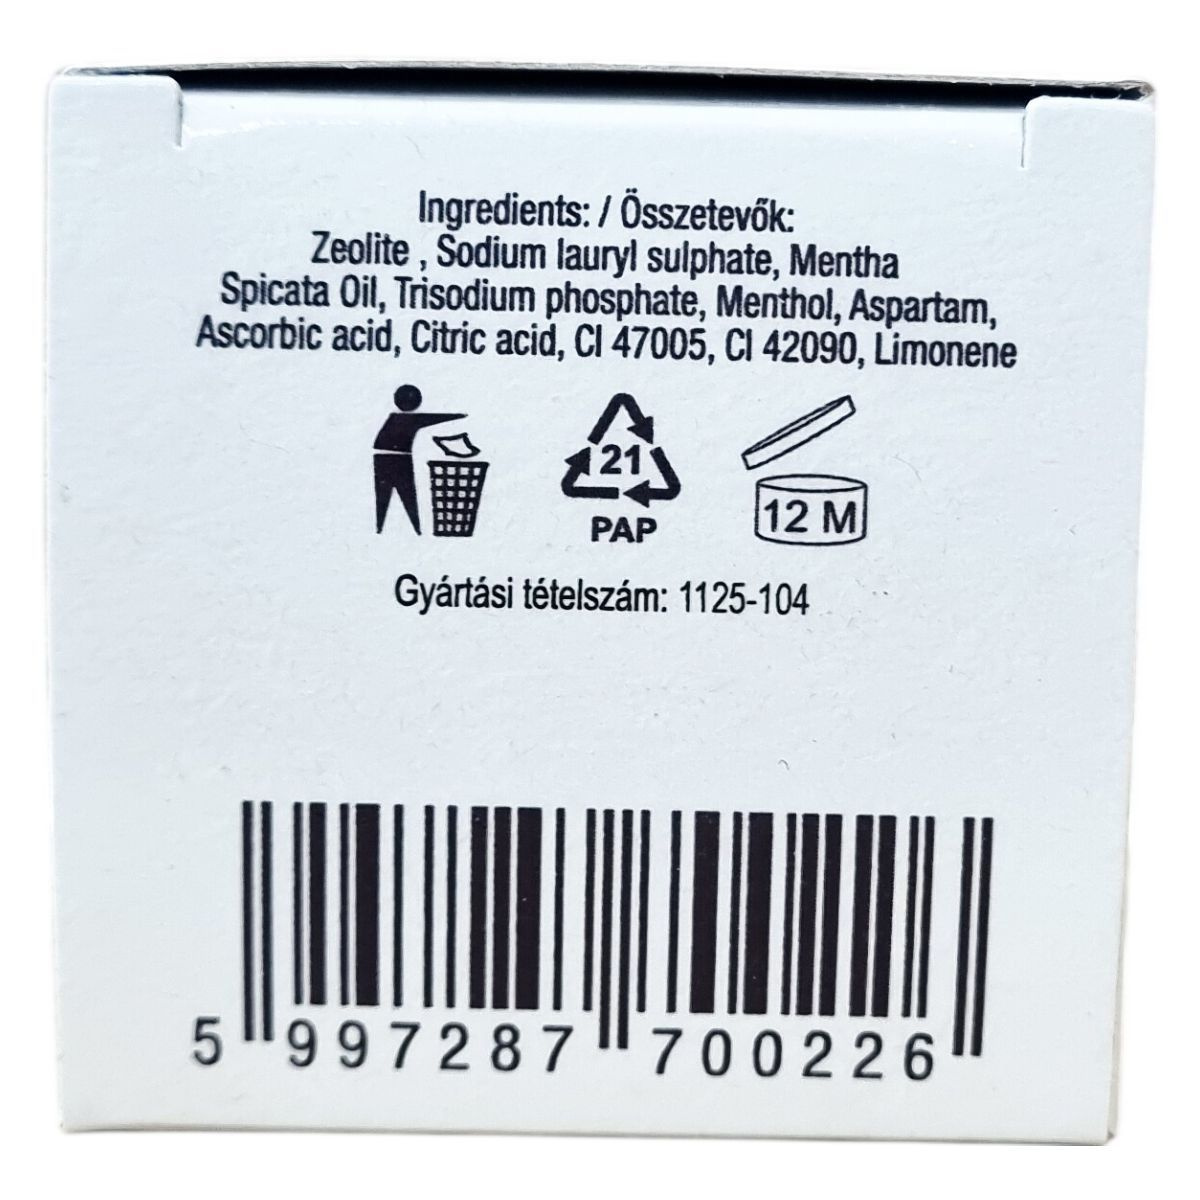 Ingredients: / Összetevők:
Zeolite , Sodium lauryl sulphate, Mentha
Spicata Oil, Trisodium phosphate, Menthol, Aspartam,
Ascorbic acid, Citric acid, CI 47005, CI 42090, Limonene
21
PAP
12 M
Gyártási tételszám: 1125-104
5 997287 700226